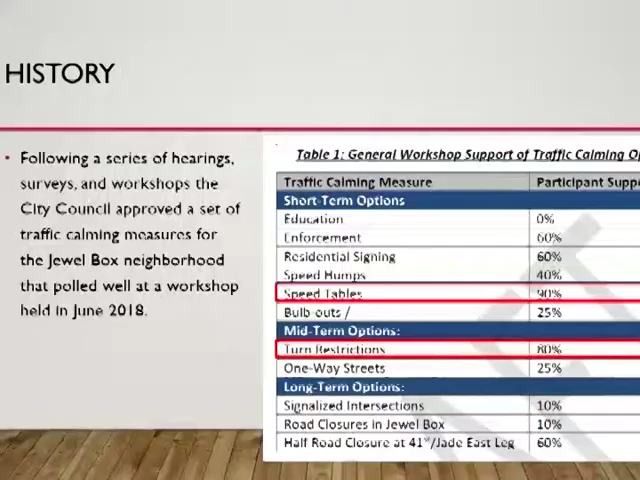 HISTORY
• Following a series of hearings,
surveys, and workshops the
City Council approved a set of
traffic calming measures for
the Jewel Box neighborhood
that polled well at a workshop
held in June 2018.
Table 1: General Workshop Support of Traffic Calming Op
Traffic Calming Measure Participant Suppo
Short-Term Options
Education 0%
Enforcement 60%
Residential Signing 60%
Speed Humps 40%
Speed Tables 90%
Bulb-outs / 25%
Mid-Term Options:
Turn Restrictions 80%
One-Way Streets 25%
Long-Term Options:
Signalized Intersections 10%
Road Closures in Jewel Box 10%
Half Road Closure at 41st/Jade East Leg 60%